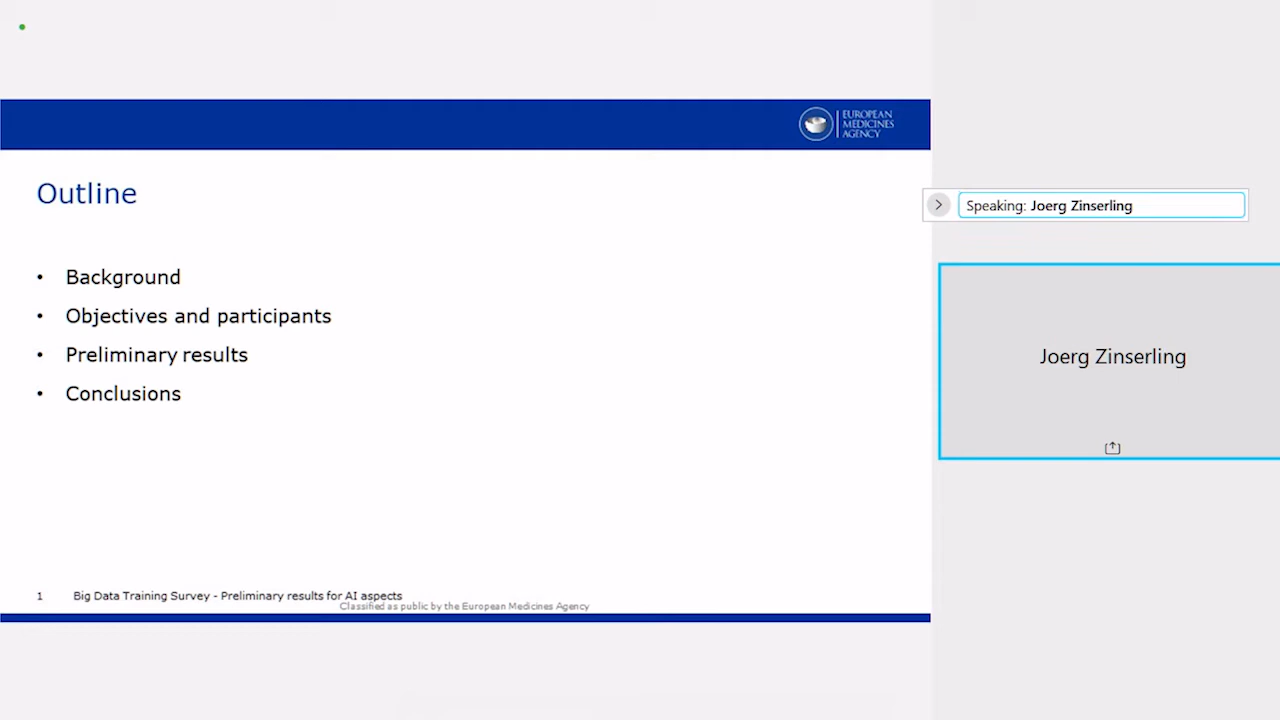 EUROPEAN
MEDICINES
AGENCY
Outline
Speaking: Joerg Zinserling
• Background
• Objectives and participants
• Preliminary results
• Conclusions
Joerg Zinserling
1 Big Data Training Survey - Preliminary results for AI aspects
Classified as public by the European Medicines Agency